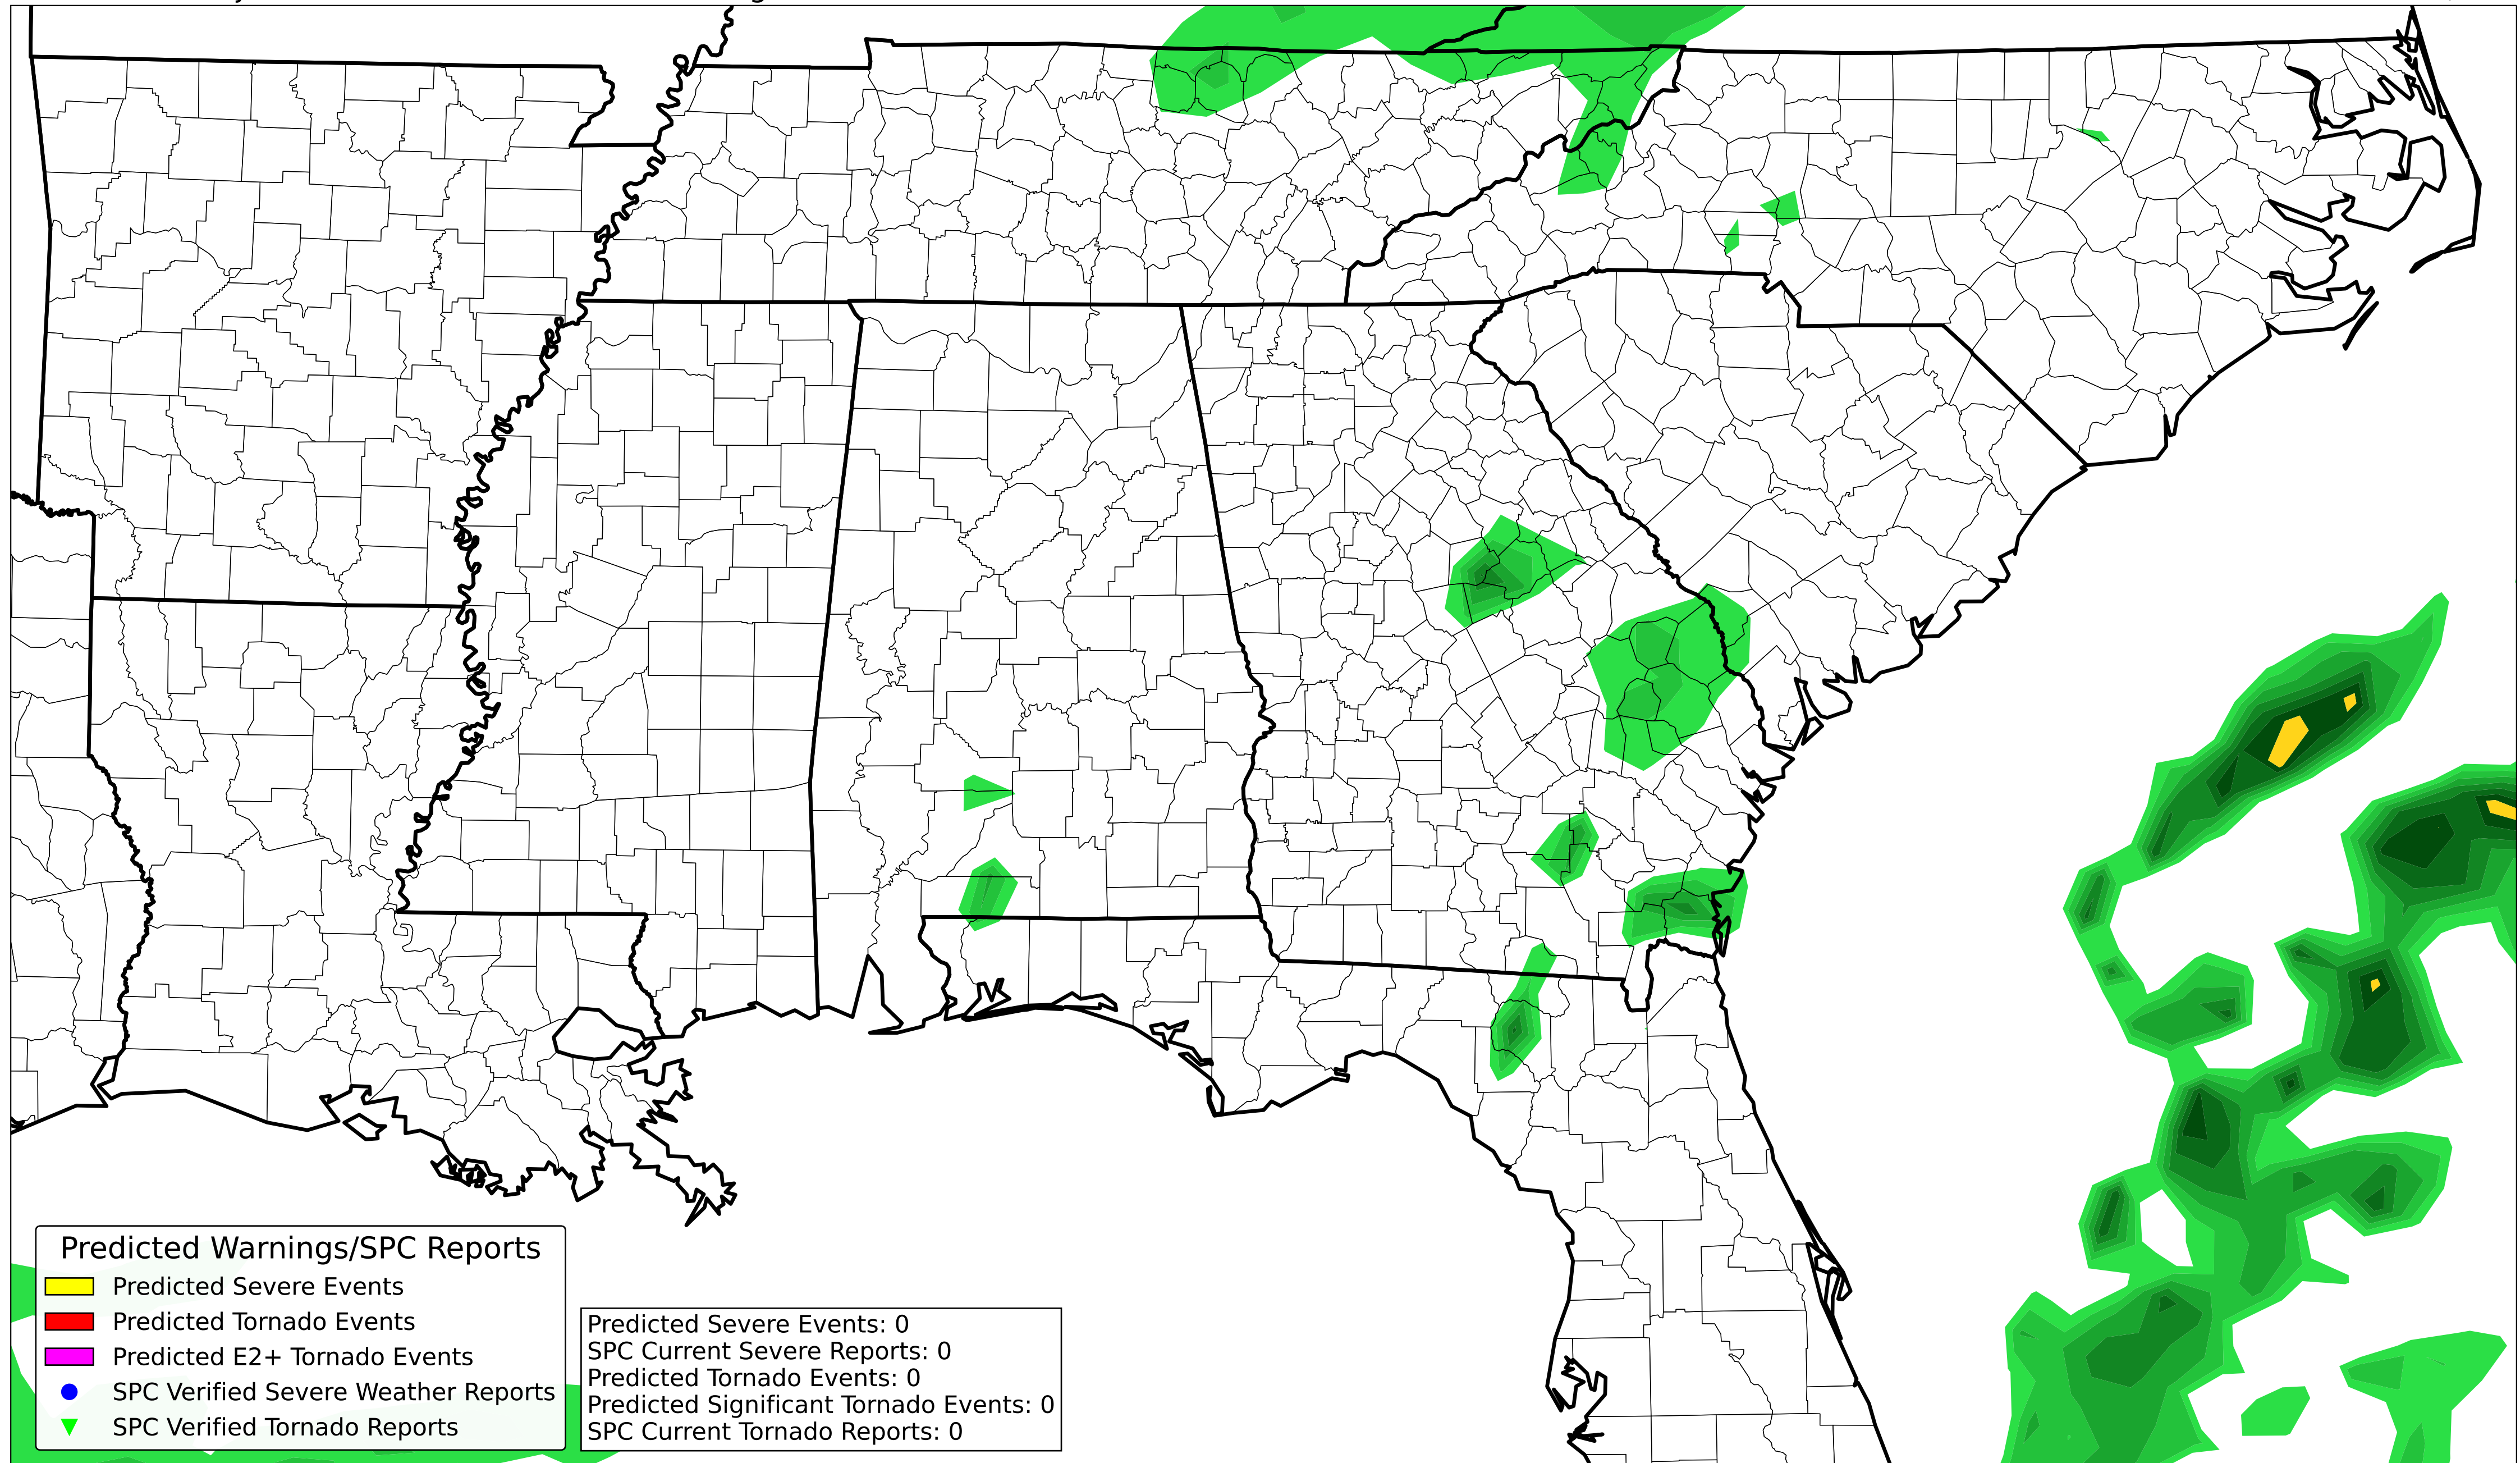 Predicted Warnings/SPC Reports
Predicted Severe Events
Predicted Tornado Events
Predicted E2+ Tornado Events
SPC Verified Severe Weather Reports
SPC Verified Tornado Reports
Predicted Severe Events: 0
SPC Current Severe Reports: 0
Predicted Tornado Events: 0
Predicted Significant Tornado Events: 0
SPC Current Tornado Reports: 0